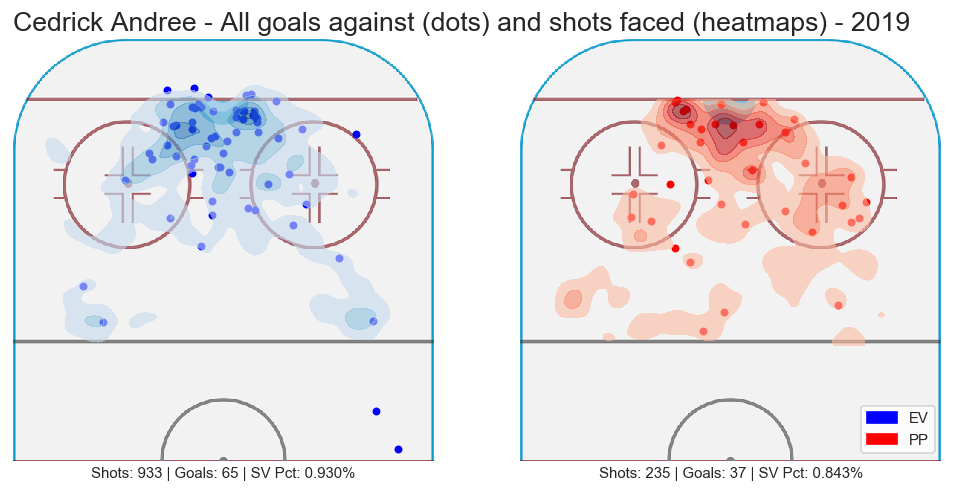 Cedrick Andree - All goals against (dots) and shots faced (heatmaps) - 2019
EV
PP
Shots: 933 | Goals: 65 | SV Pct: 0.930%
Shots: 235 | Goals: 37 | SV Pct: 0.843%